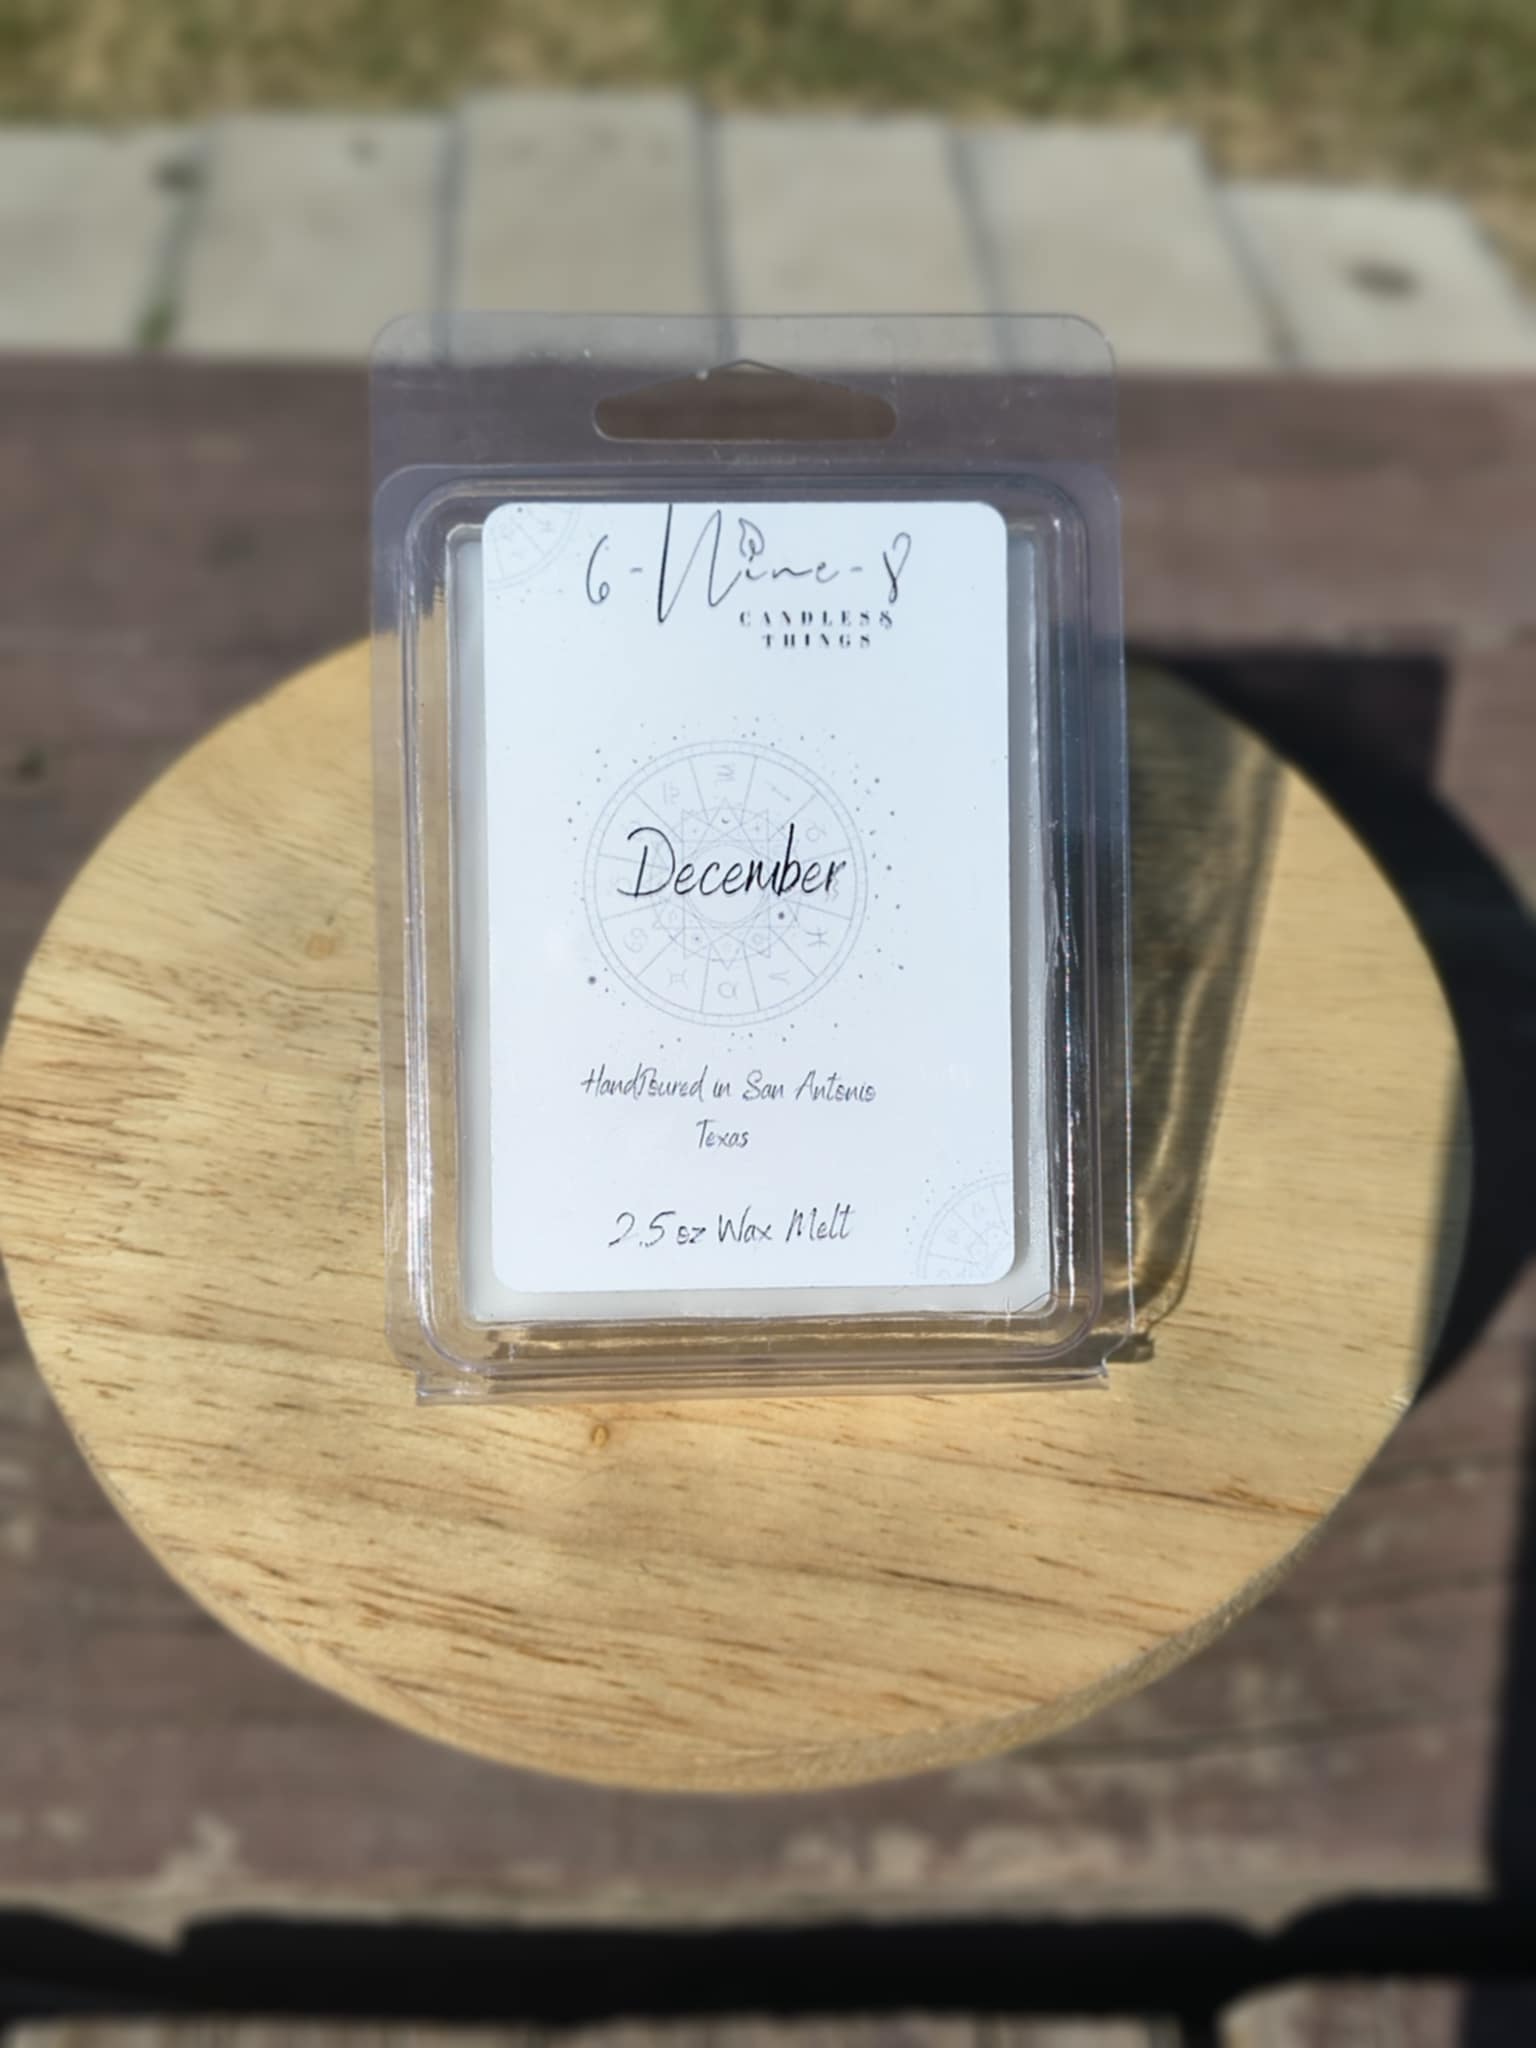 6-Nine-8
CANDLES&
THINGS
December
HandPoured in San Antonio
Texas
2.5 oz Wax Melt